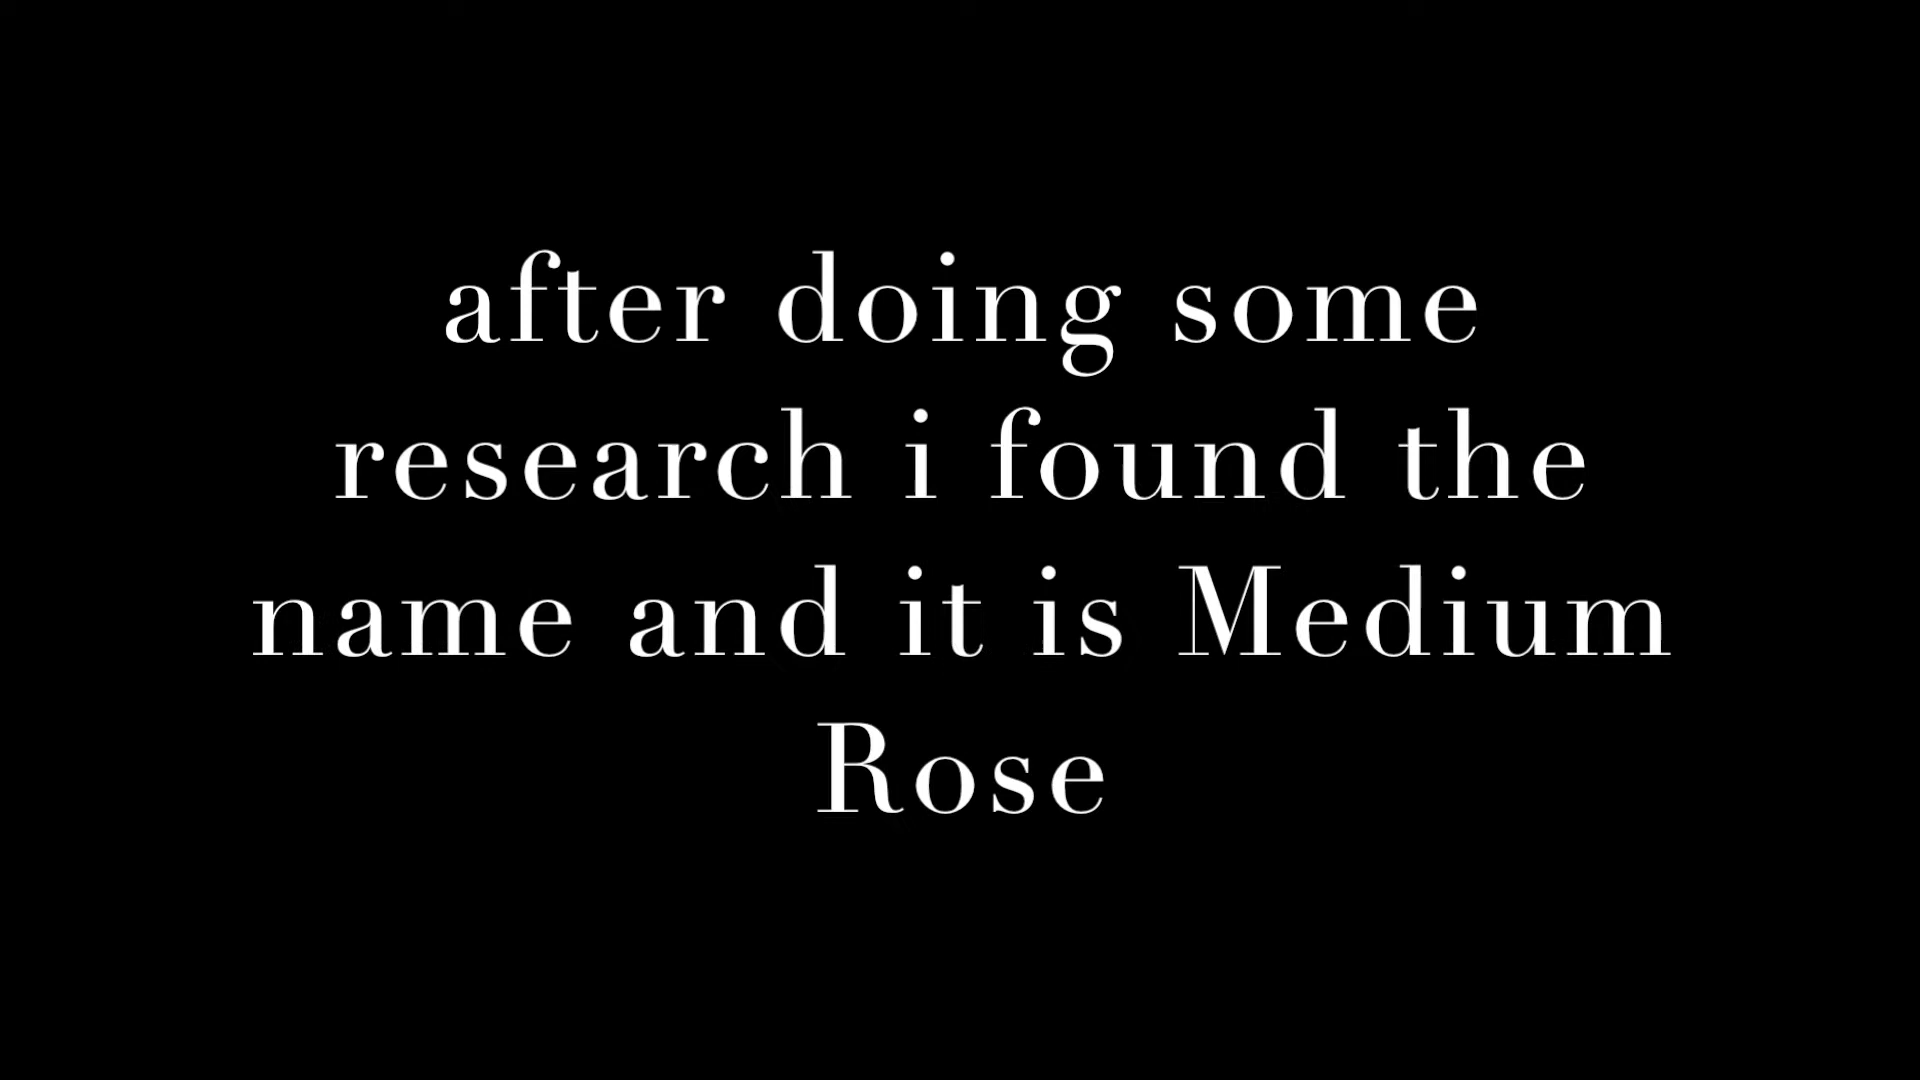 after doing some
research i found the
name and it is Medium
Rose